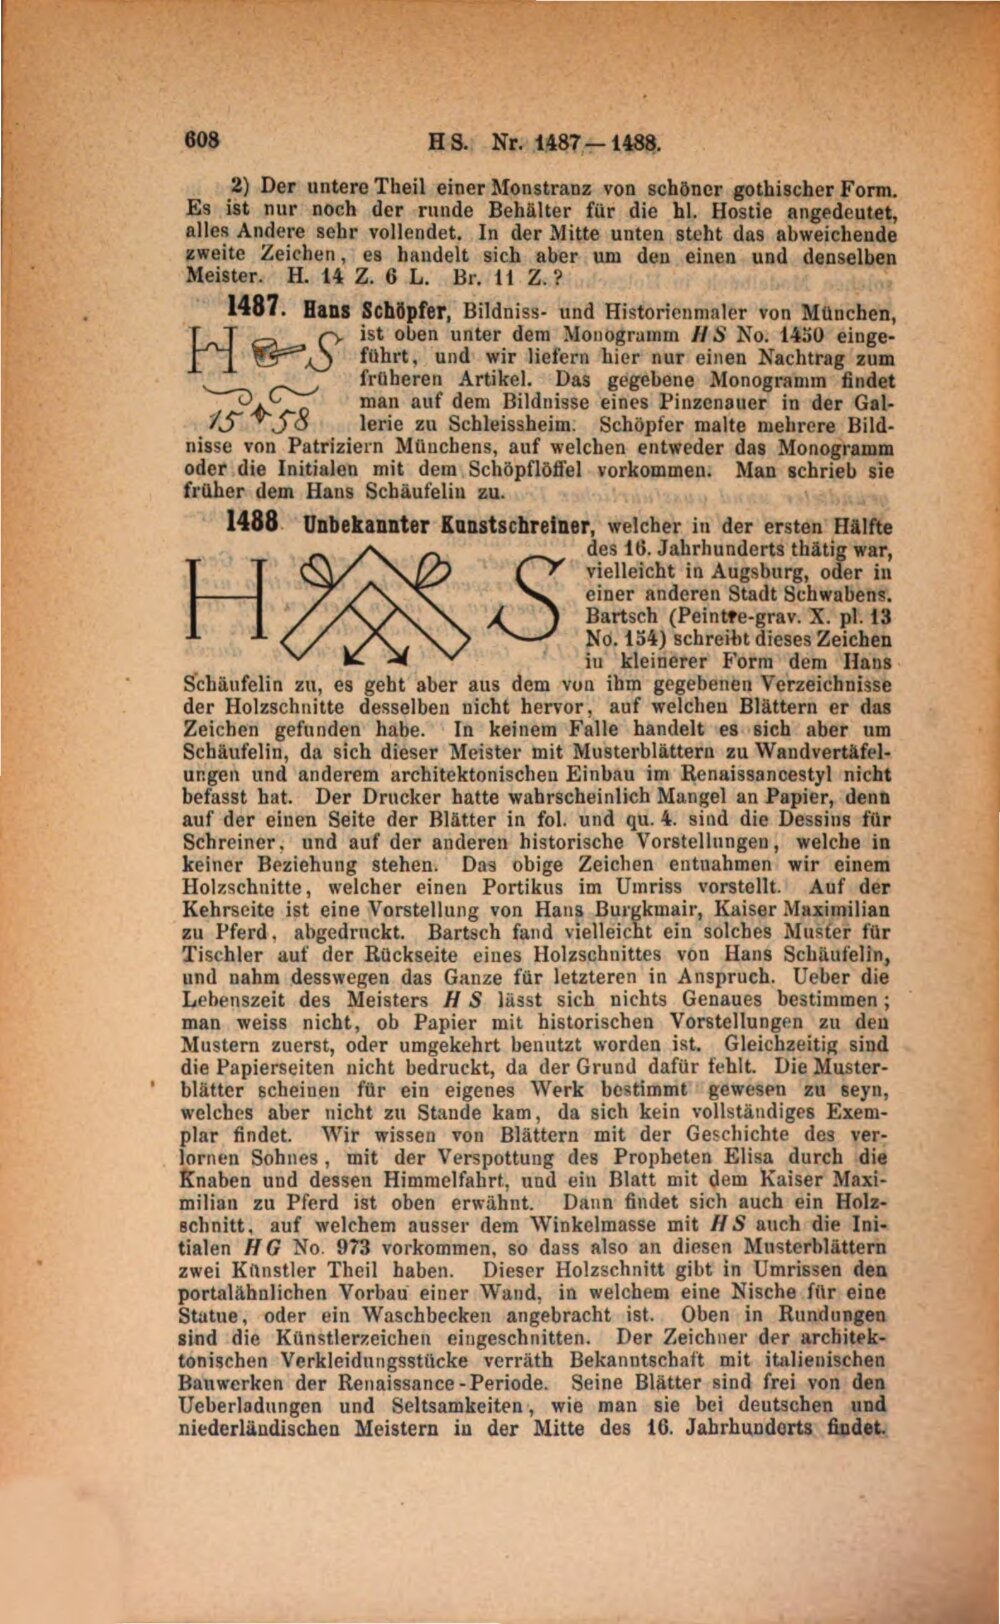 608 H S. Nr. 1487—1488.
2) Der untere Theil einer Monstranz von schöner gothischer Form.
Es ist nur noch der runde Behälter für die hl. Hostie angedeutet,
alles Andere sehr vollendet. In der Mitte unten steht das abweichende
zweite Zeichen, es handelt sich aber um den einen und denselben
Meister. H. 14 Z. 6 L. Br. 11 Z.?
1487. Hans Schöpfer, Bildniss- und Historienmaler von München,
H S
15 58
ist oben unter dem Monogramm H S No. 1450 einge-
führt, und wir liefern hier nur einen Nachtrag zum
früheren Artikel. Das gegebene Monogramm findet
man auf dem Bildnisse eines Pinzenauer in der Gal-
lerie zu Schleissheim. Schöpfer malte mehrere Bild-
nisse von Patriziern Münchens, auf welchen entweder das Monogramm
oder die Initialen mit dem Schöpflöffel vorkommen. Man schrieb sie
früher dem Hans Schäufelin zu.
1488. Unbekannter Kunstschreiner, welcher in der ersten Hälfte
H S
des 16. Jahrhunderts thätig war,
vielleicht in Augsburg, oder in
einer anderen Stadt Schwabens.
Bartsch (Peintre-grav. X. pl. 13
No. 154) schreibt dieses Zeichen
in kleinerer Form dem Hans
Schäufelin zu, es geht aber aus dem von ihm gegebenen Verzeichnisse
der Holzschnitte desselben nicht hervor, auf welchen Blättern er das
Zeichen gefunden habe. In keinem Falle handelt es sich aber um
Schäufelin, da sich dieser Meister mit Musterblättern zu Wandvertäfel-
ungen und anderem architektonischen Einbau im Renaissancestyl nicht
befasst hat. Der Drucker hatte wahrscheinlich Mangel an Papier, denn
auf der einen Seite der Blätter in fol. und qu. 4. sind die Dessins für
Schreiner, und auf der anderen historische Vorstellungen, welche in
keiner Beziehung stehen. Das obige Zeichen entnahmen wir einem
Holzschnitte, welcher einen Portikus im Umriss vorstellt. Auf der
Kehrseite ist eine Vorstellung von Hans Burgkmair, Kaiser Maximilian
zu Pferd, abgedruckt. Bartsch fand vielleicht ein solches Muster für
Tischler auf der Rückseite eines Holzschnittes von Hans Schäufelin,
und nahm desswegen das Ganze für letzteren in Anspruch. Ueber die
Lebenszeit des Meisters H S lässt sich nichts Genaues bestimmen;
man weiss nicht, ob Papier mit historischen Vorstellungen zu den
Mustern zuerst, oder umgekehrt benutzt worden ist. Gleichzeitig sind
die Papierseiten nicht bedruckt, da der Grund dafür fehlt. Die Muster-
blätter scheinen für ein eigenes Werk bestimmt gewesen zu seyn,
welches aber nicht zu Stande kam, da sich kein vollständiges Exem-
plar findet. Wir wissen von Blättern mit der Geschichte des ver-
lornen Sohnes, mit der Verspottung des Propheten Elisa durch die
Knaben und dessen Himmelfahrt, und ein Blatt mit dem Kaiser Maxi-
milian zu Pferd ist oben erwähnt. Dann findet sich auch ein Holz-
schnitt, auf welchem ausser dem Winkelmasse mit H S auch die Ini-
tialen H G No. 973 vorkommen, so dass also an diesen Musterblättern
zwei Künstler Theil haben. Dieser Holzschnitt gibt in Umrissen den
portalähnlichen Vorbau einer Wand, in welchem eine Nische für eine
Statue, oder ein Waschbecken angebracht ist. Oben in Rundungen
sind die Künstlerzeichen eingeschnitten. Der Zeichner der architek-
tonischen Verkleidungsstücke verräth Bekanntschaft mit italienischen
Bauwerken der Renaissance-Periode. Seine Blätter sind frei von den
Ueberladungen und Seltsamkeiten, wie man sie bei deutschen und
niederländischen Meistern in der Mitte des 16. Jahrhunderts findet.